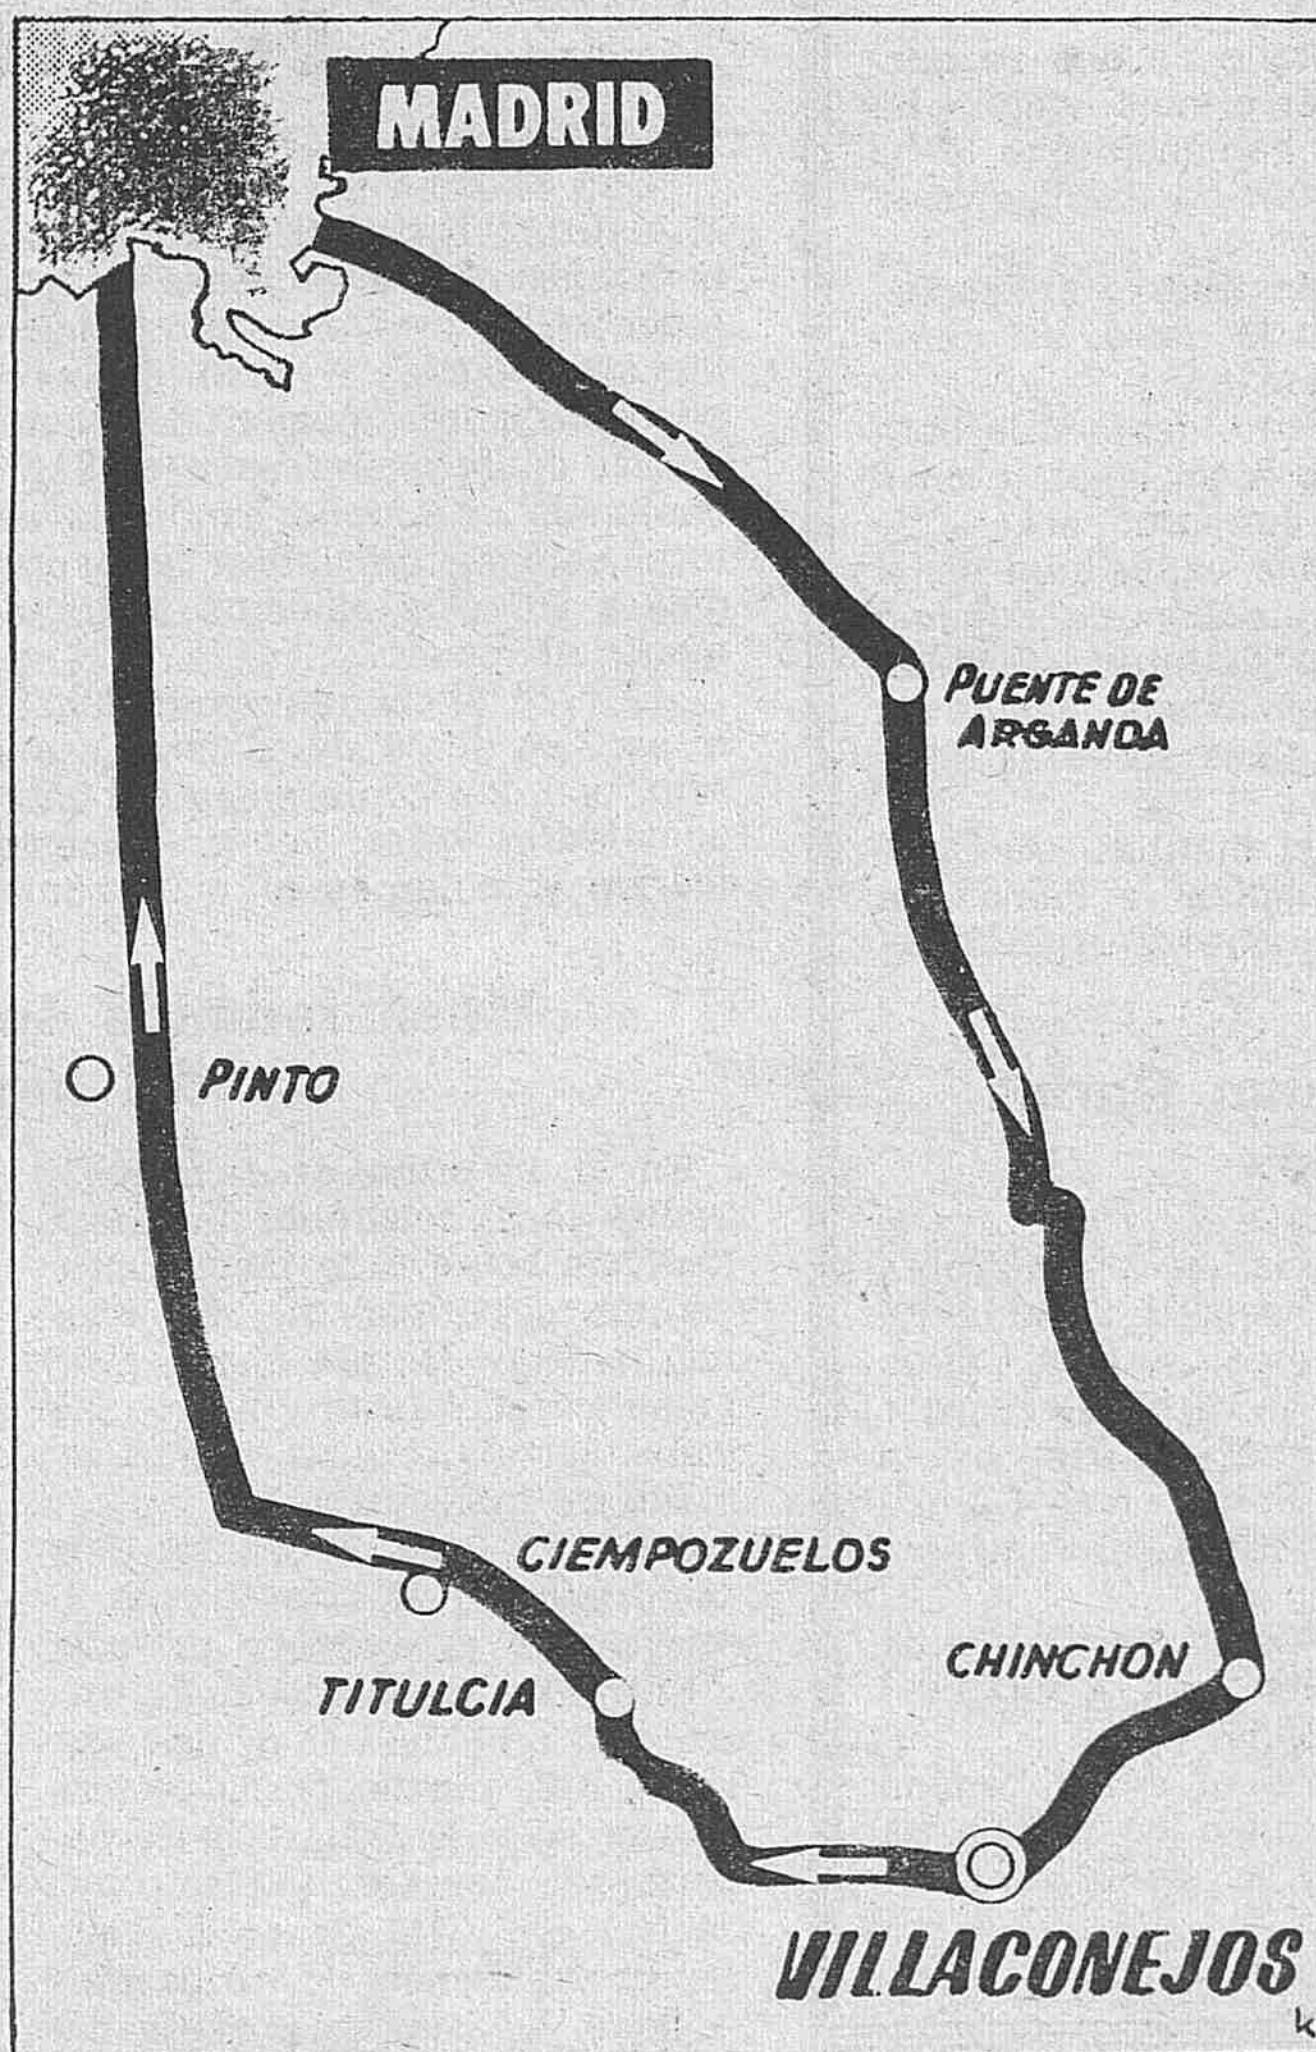 MADRID
PUENTE DE
ARGANDA
PINTO
CIEMPOZUELOS
CHINCHON
TITULCIA
VILLACONEJOS
k